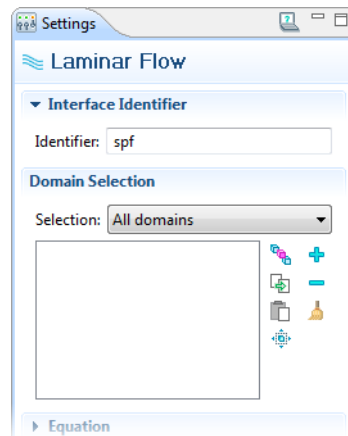 Settings
Laminar Flow
Interface Identifier
Identifier: spf
Domain Selection
Selection: All domains
Equation